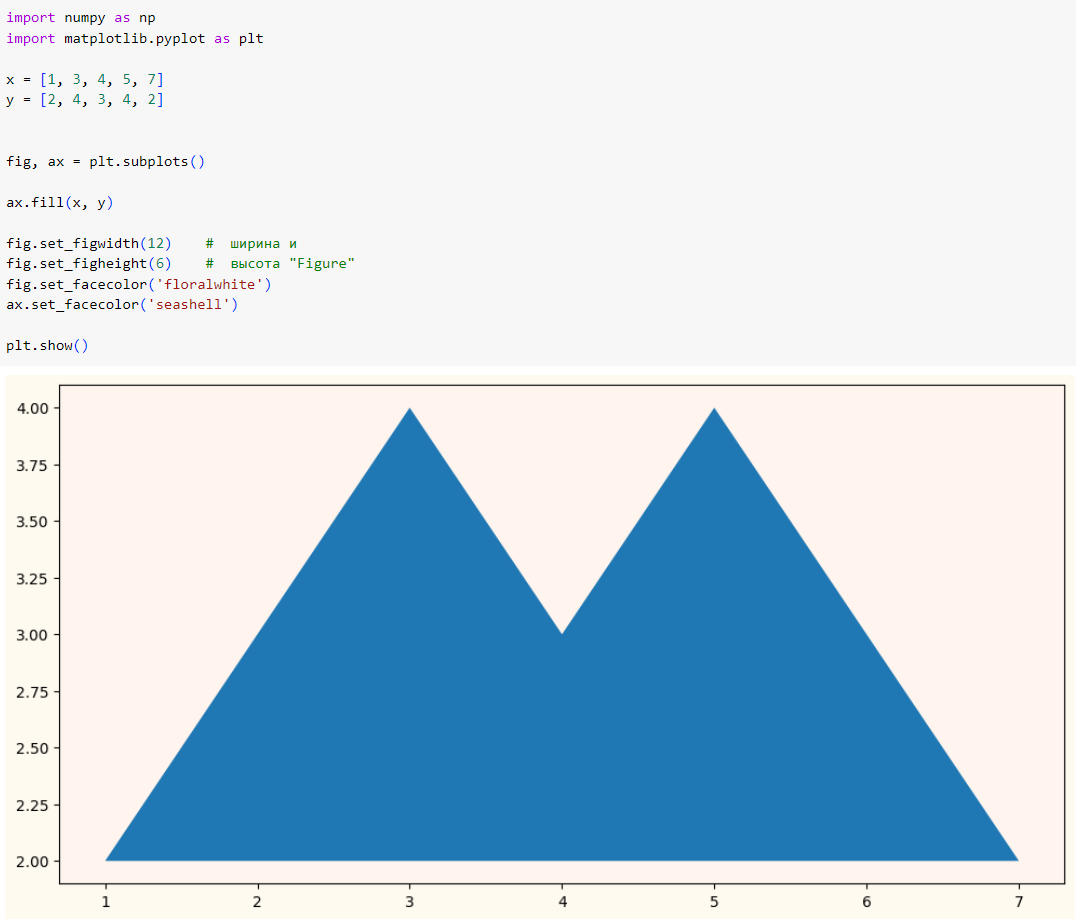 import numpy as np
import matplotlib.pyplot as plt
x = [1, 3, 4, 5, 7]
y = [2, 4, 3, 4, 2]
fig, ax = plt.subplots()
ax.fill(x, y)
fig.set_figwidth(12)    #  ширина и
fig.set_figheight(6)    #  высота "Figure"
fig.set_facecolor('floralwhite')
ax.set_facecolor('seashell')
plt.show()
4.00
3.75
3.50
3.25
3.00
2.75
2.50
2.25
2.00
1 2 3 4 5 6 7